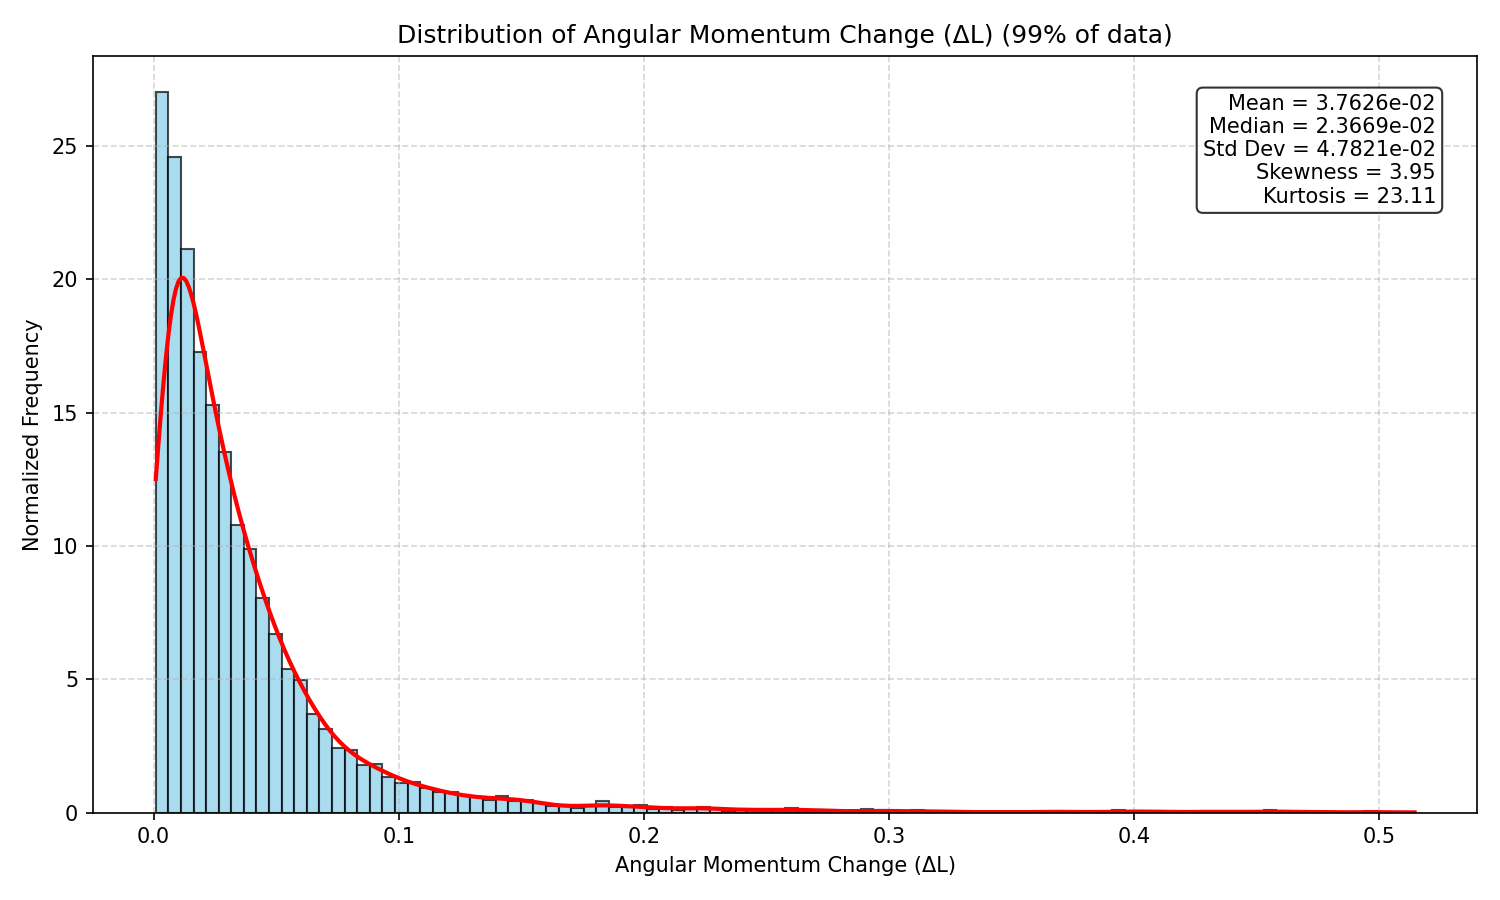 Distribution of Angular Momentum Change (ΔL) (99% of data)
Mean = 3.7626e-02
Median = 2.3669e-02
Std Dev = 4.7821e-02
Skewness = 3.95
Kurtosis = 23.11
Normalized Frequency
25
20
15
10
5
0
0.0 0.1 0.2 0.3 0.4 0.5
Angular Momentum Change (ΔL)